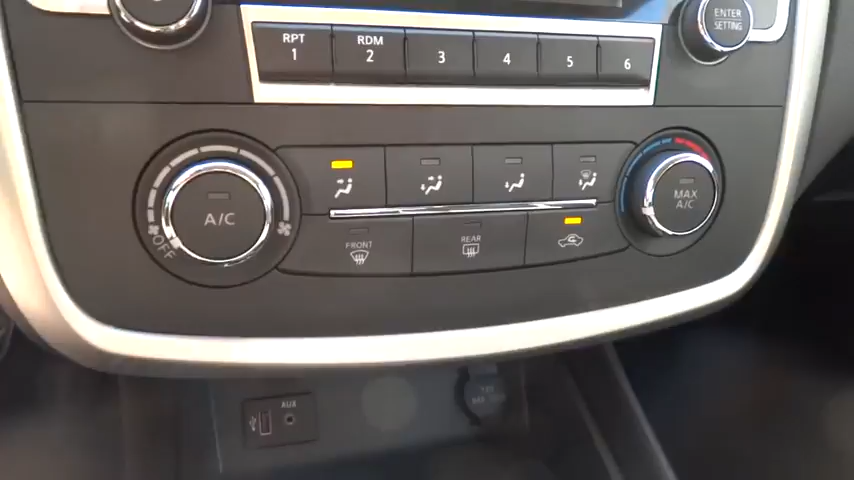 RPT RDM
1 2 3 4 5 6
ENTER
SETTING
A/C
OFF
MAX
A/C
FRONT
REAR
AUX